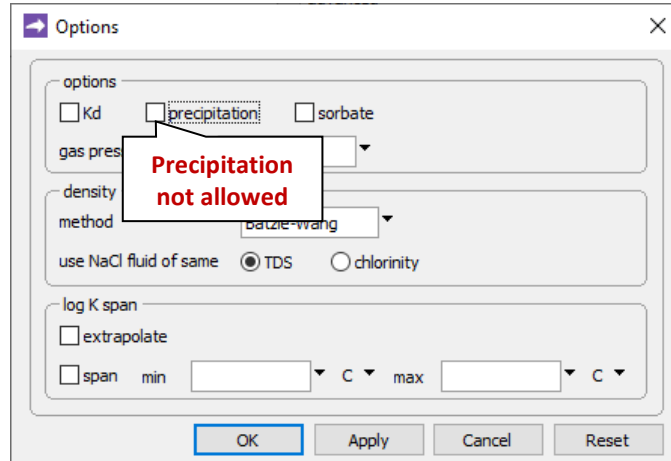 Options
options
Kd precipitation sorbate
gas pres
Precipitation
not allowed
density
method Batzle-Wang
use NaCl fluid of same TDS chlorinity
log K span
extrapolate
span min C max C
OK Apply Cancel Reset